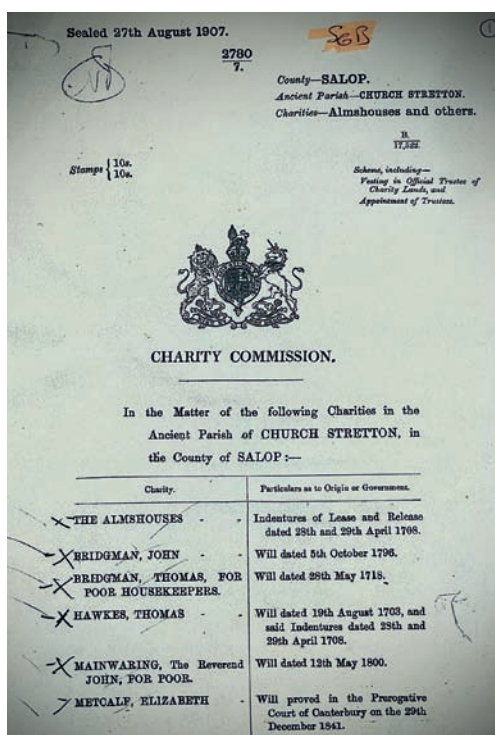 Sealed 27th August 1907.
SGB
1
2780
7.
County—SALOP.
Ancient Parish—CHURCH STRETTON.
Charities—Almshouses and others.
B.
17,522.
Stamps { 10s.
10s.
Scheme, including—
Vesting in Official Trustee of
Charity Lands, and
Appointment of Trustees.
CHARITY COMMISSION.
In the Matter of the following Charities in the
Ancient Parish of CHURCH STRETTON, in
the County of SALOP :—
Charity. Particulars as to Origin or Government.
THE ALMSHOUSES - - Indentures of Lease and Release
dated 28th and 29th April 1708.
BRIDGMAN, JOHN - - Will dated 5th October 1796.
BRIDGMAN, THOMAS, FOR Will dated 28th May 1718.
POOR HOUSEKEEPERS.
HAWKES, THOMAS - - Will dated 19th August 1703, and
said Indentures dated 28th and
29th April 1708.
MAINWARING, The Reverend Will dated 12th May 1800.
JOHN, FOR POOR.
METCALF, ELIZABETH - Will proved in the Prerogative
Court of Canterbury on the 29th
December 1841.